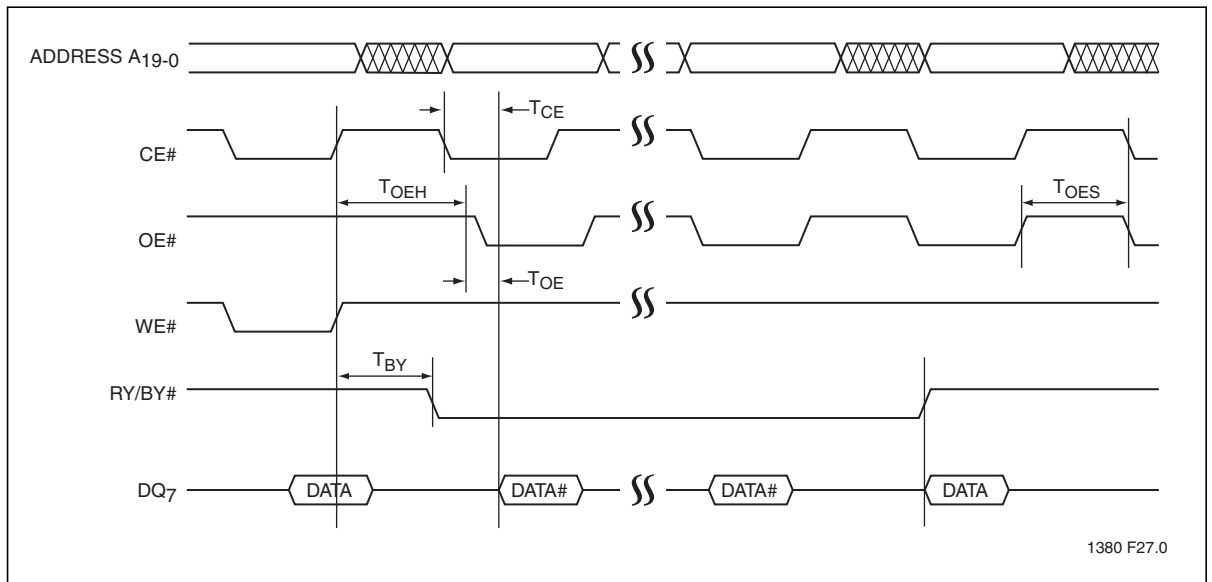 ADDRESS A19-0
TCE
CE#
TOEH
TOES
OE#
TOE
WE#
TBY
RY/BY#
DQ7 DATA DATA# DATA# DATA
1380 F27.0